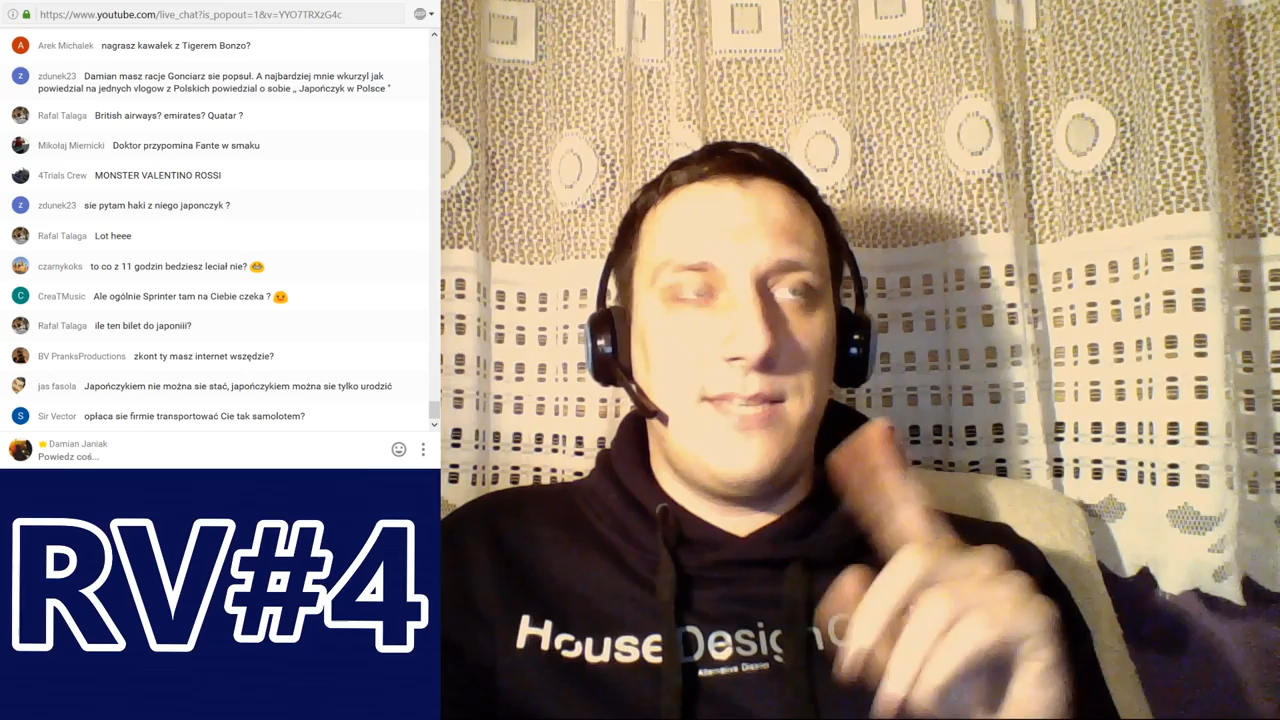 https://www.youtube.com/live_chat?is_popout=1&v=YYO7TRXzG4c
Arek Michalek nagrasz kawałek z Tigerem Bonzo?
zdunek23 Damian masz racje Gonciarz sie popsuł. A najbardziej mnie wkurzyl jak
powiedzial na jednych vlogow z Polskich powiedzial o sobie „ Japończyk w Polsce "
Rafal Talaga British airways? emirates? Quatar ?
Mikołaj Miernicki Doktor przypomina Fante w smaku
4Trials Crew MONSTER VALENTINO ROSSI
zdunek23 sie pytam haki z niego japonczyk ?
Rafal Talaga Lot heee
czarnykoks to co z 11 godzin bedziesz leciał nie? 😂
CreaTMusic Ale ogólnie Sprinter tam na Ciebie czeka ? 😡
Rafal Talaga ile ten bilet do japoniii?
BV PranksProductions zkont ty masz internet wszędzie?
jas fasola Japończykiem nie można sie stać, japończykiem można sie tylko urodzić
Sir Vector opłaca sie firmie transportować Cie tak samolotem?
Damian Janiak
Powiedz coś...
RV#4
House Design
Alternative District